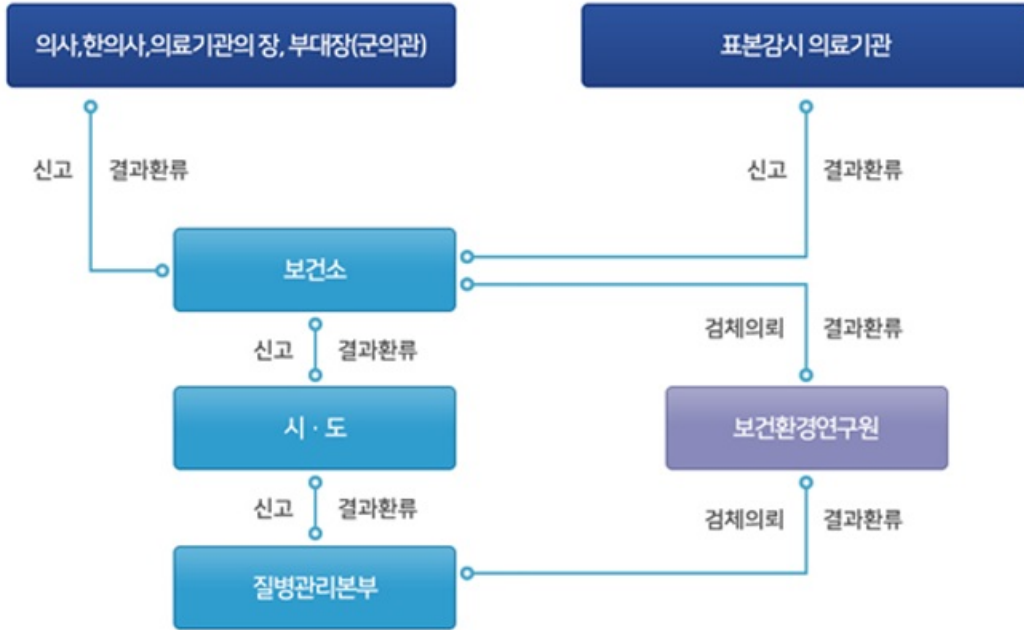 의사,한의사,의료기관의 장, 부대장(군의관)
표본감시 의료기관
신고
결과환류
신고
결과환류
보건소
검체의뢰
결과환류
신고
결과환류
시·도
보건환경연구원
신고
결과환류
검체의뢰
결과환류
질병관리본부